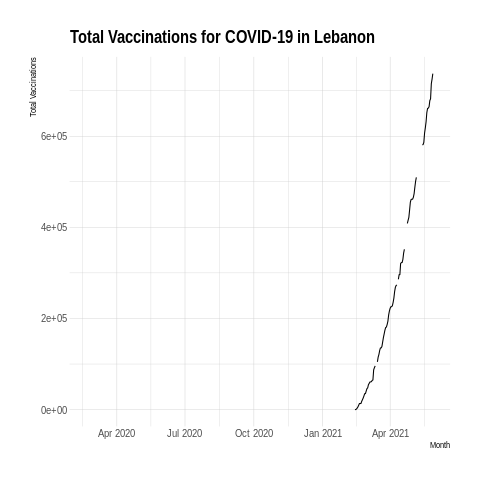 Total Vaccinations for COVID-19 in Lebanon
Total Vaccinations
6e+05
4e+05
2e+05
0e+00
Apr 2020 Jul 2020 Oct 2020 Jan 2021 Apr 2021
Month